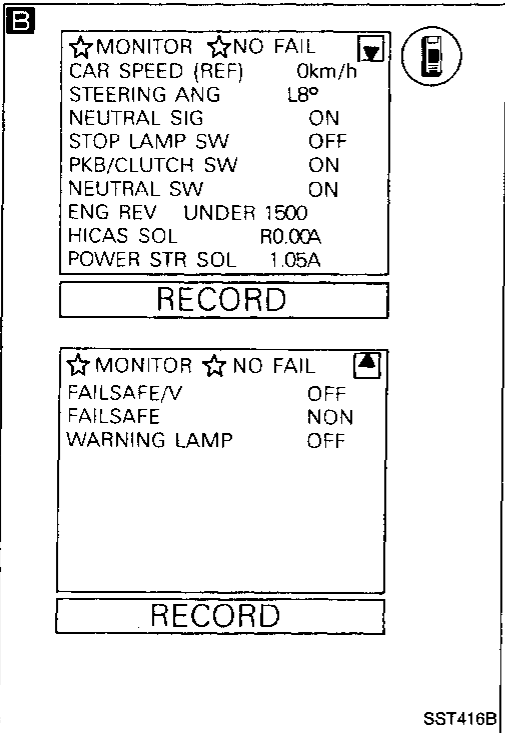 B
☆MONITOR ☆NO FAIL
CAR SPEED (REF) 0km/h
STEERING ANG L8º
NEUTRAL SIG ON
STOP LAMP SW OFF
PKB/CLUTCH SW ON
NEUTRAL SW ON
ENG REV UNDER 1500
HICAS SOL R0.00A
POWER STR SOL 1.05A
RECORD
☆MONITOR ☆NO FAIL
FAILSAFE/V OFF
FAILSAFE NON
WARNING LAMP OFF
RECORD
SST416B